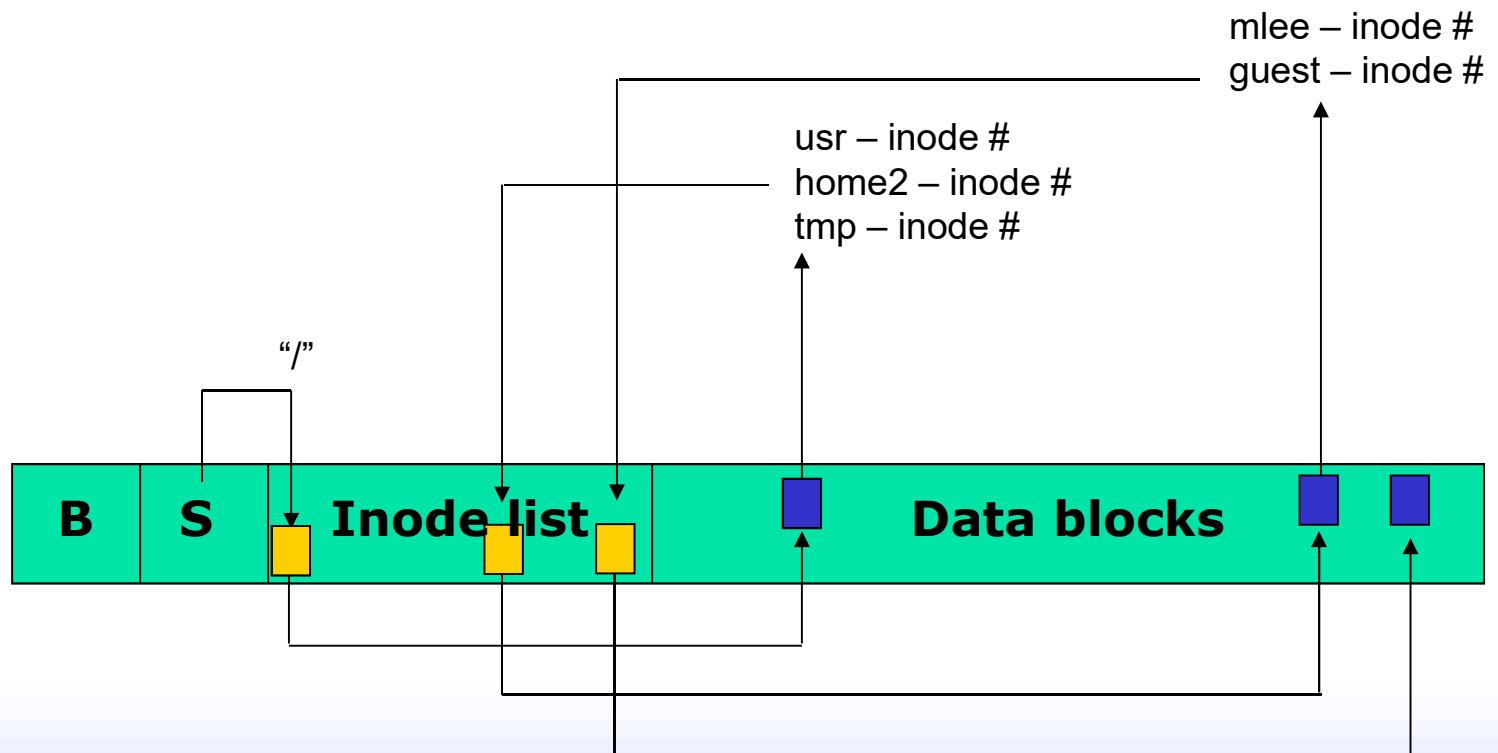 mlee – inode #
guest – inode #
usr – inode #
home2 – inode #
tmp – inode #
“/”
B S Inode list Data blocks